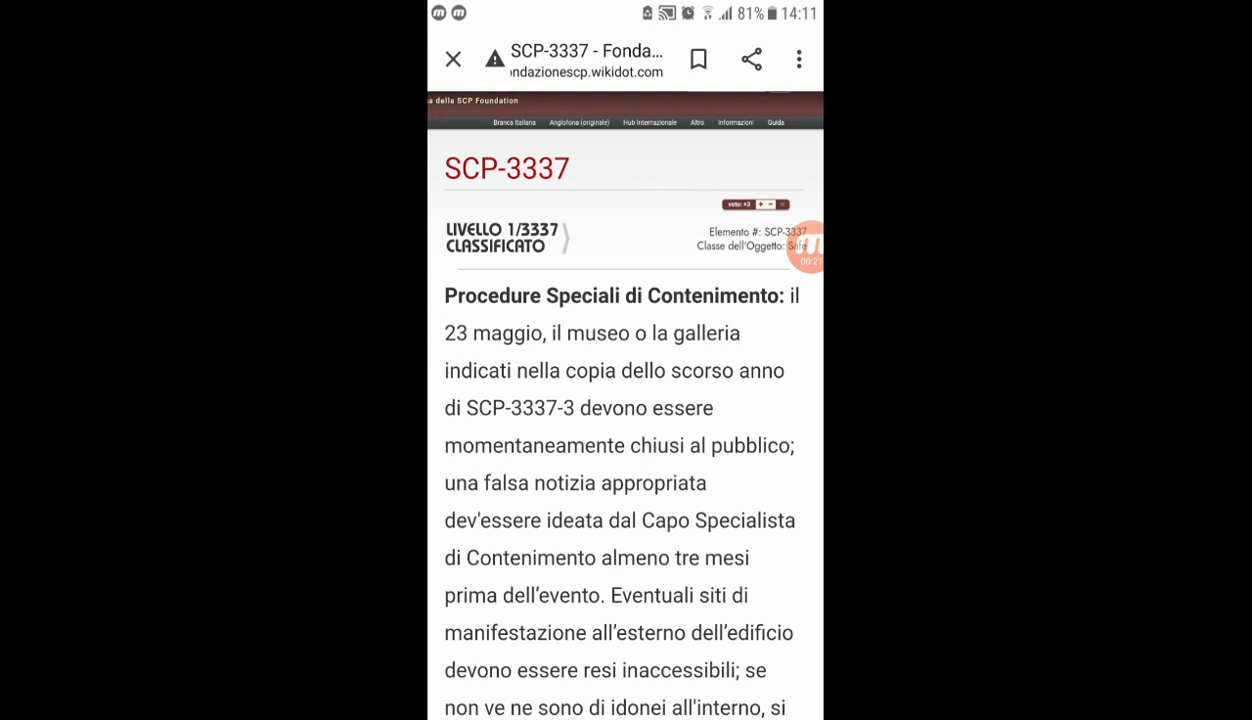 81% 14:11
SCP-3337 - Fonda...
ndazionescp.wikidot.com
a della SCP Foundation
Branca Italiana Anglofona (originale) Hub Internazionale Altro Informazioni Guida
SCP-3337
voto: +3 + -
LIVELLO 1/3337
CLASSIFICATO
Elemento #: SCP-3337
Classe dell'Oggetto: Safe
00:21
Procedure Speciali di Contenimento: il
23 maggio, il museo o la galleria
indicati nella copia dello scorso anno
di SCP-3337-3 devono essere
momentaneamente chiusi al pubblico;
una falsa notizia appropriata
dev'essere ideata dal Capo Specialista
di Contenimento almeno tre mesi
prima dell’evento. Eventuali siti di
manifestazione all’esterno dell’edificio
devono essere resi inaccessibili; se
non ve ne sono di idonei all'interno, si